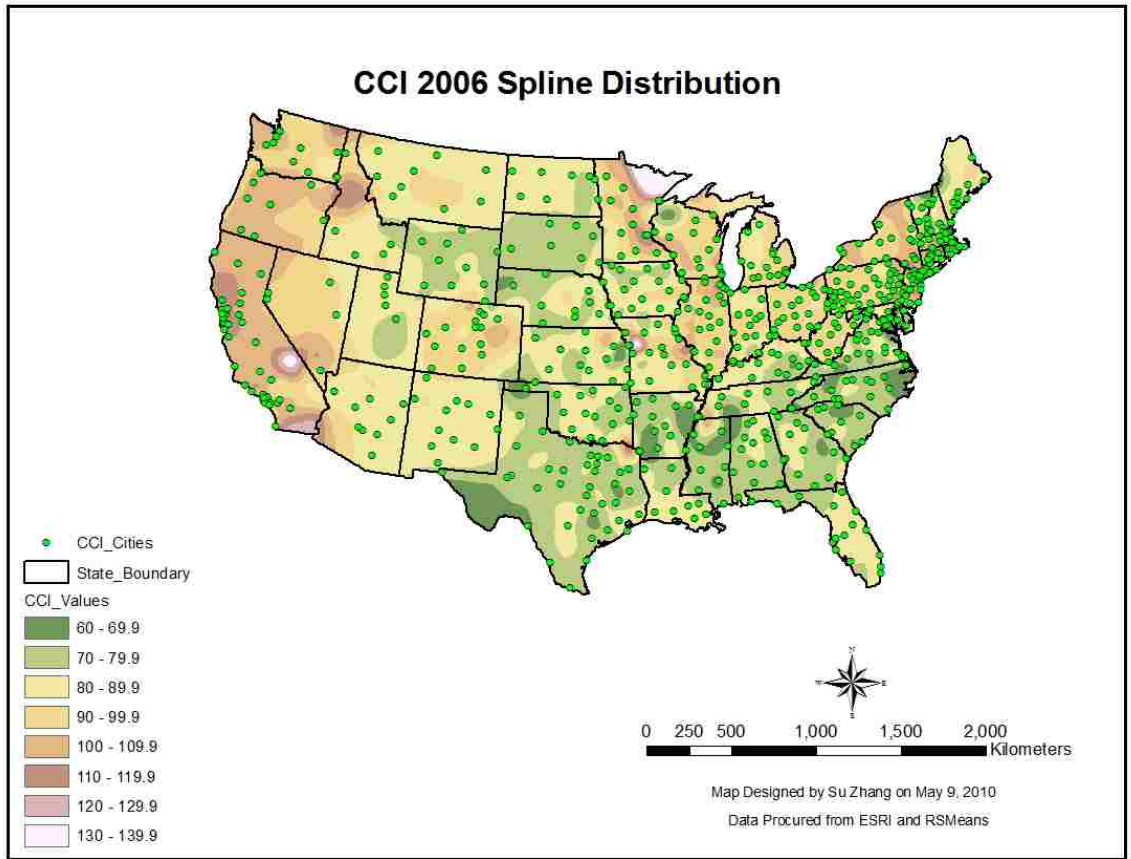 CCI 2006 Spline Distribution
CCI_Cities
State_Boundary
CCI_Values
60 - 69.9
70 - 79.9
80 - 89.9
90 - 99.9
100 - 109.9
110 - 119.9
120 - 129.9
130 - 139.9
N
W E
S
0 250 500 1,000 1,500 2,000
Kilometers
Map Designed by Su Zhang on May 9, 2010
Data Procured from ESRI and RSMeans